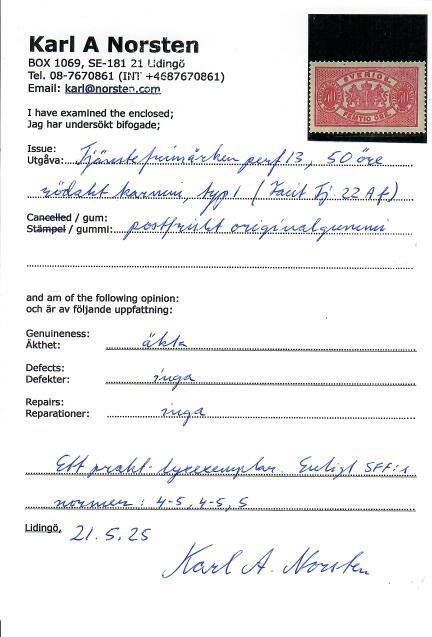 Karl A Norsten
BOX 1069, SE-181 21 Lidingö
Tel. 08-7670861 (INT +4687670861)
Email: karl@norsten.com
SVERIGE
50 50
FEMTIO ÖRE
I have examined the enclosed;
Jag har undersökt bifogade;
Issue:
Utgåva: Tjänstefrimärken perf 13, 50 öre
rödakt karmin, typ I (Facit Tj 22 A f)
Cancelled / gum:
Stämpel / gummi: postfriskt originalgummi
and am of the following opinion:
och är av följande uppfattning:
Genuineness:
Äkthet: äkta
Defects:
Defekter: inga
Repairs:
Reparationer: inga
Ett prakt-lyxexemplar. Enligt SFF:s
normer: 4-5, 4-5, 5
Lidingö, 21.5.25
Karl A. Norsten